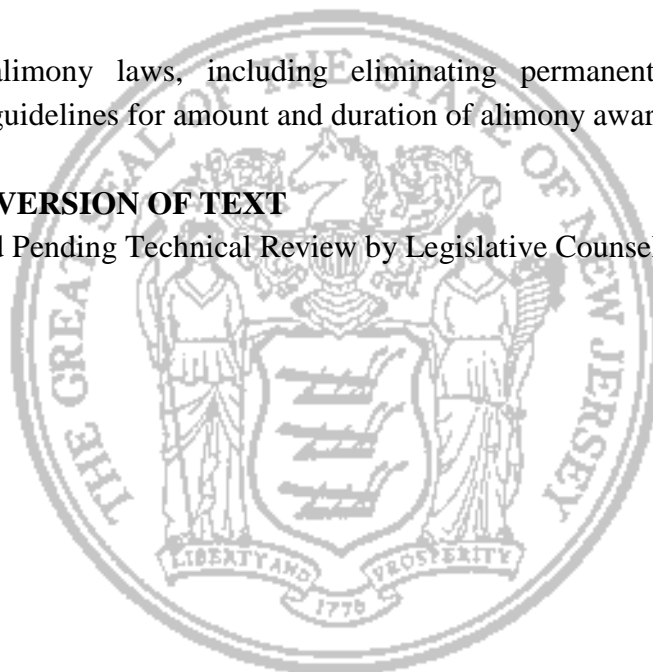 alimony laws, including eliminating permanent
guidelines for amount and duration of alimony awar
VERSION OF TEXT
d Pending Technical Review by Legislative Counsel
THE GREAT SEAL OF THE STATE OF NEW JERSEY
LIBERTY AND PROSPERITY
1776